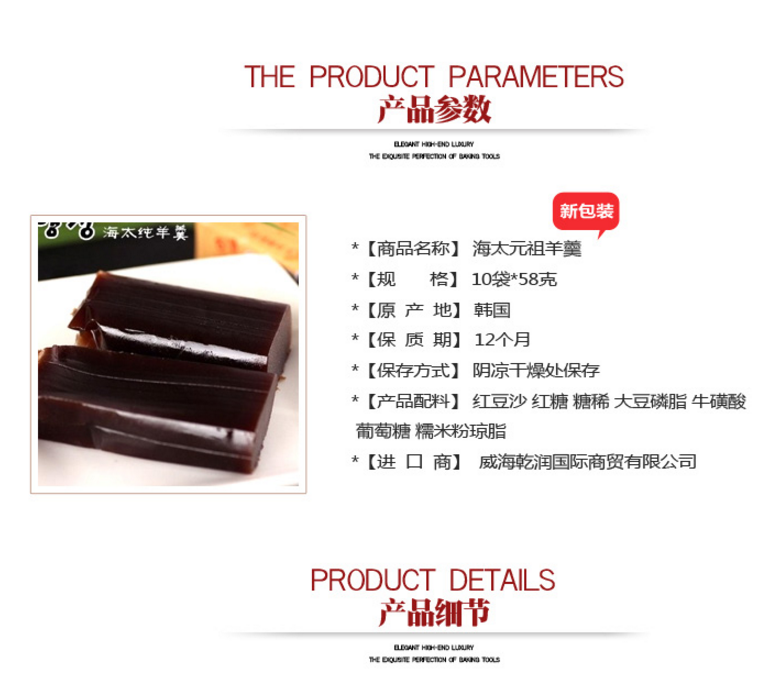 THE PRODUCT PARAMETERS
产品参数
ELEGANT HIGH-END LUXURY
THE EXQUISITE PERFECTION OF BAKING TOOLS
新包装
海太纯羊羹
*【商品名称】 海太元祖羊羹
*【规 格】 10袋*58克
*【原 产 地】 韩国
*【保 质 期】 12个月
*【保存方式】 阴凉干燥处保存
*【产品配料】 红豆沙 红糖 糖稀 大豆磷脂 牛磺酸
葡萄糖 糯米粉琼脂
*【进 口 商】 威海乾润国际商贸有限公司
PRODUCT DETAILS
产品细节
ELEGANT HIGH-END LUXURY
THE EXQUISITE PERFECTION OF BAKING TOOLS